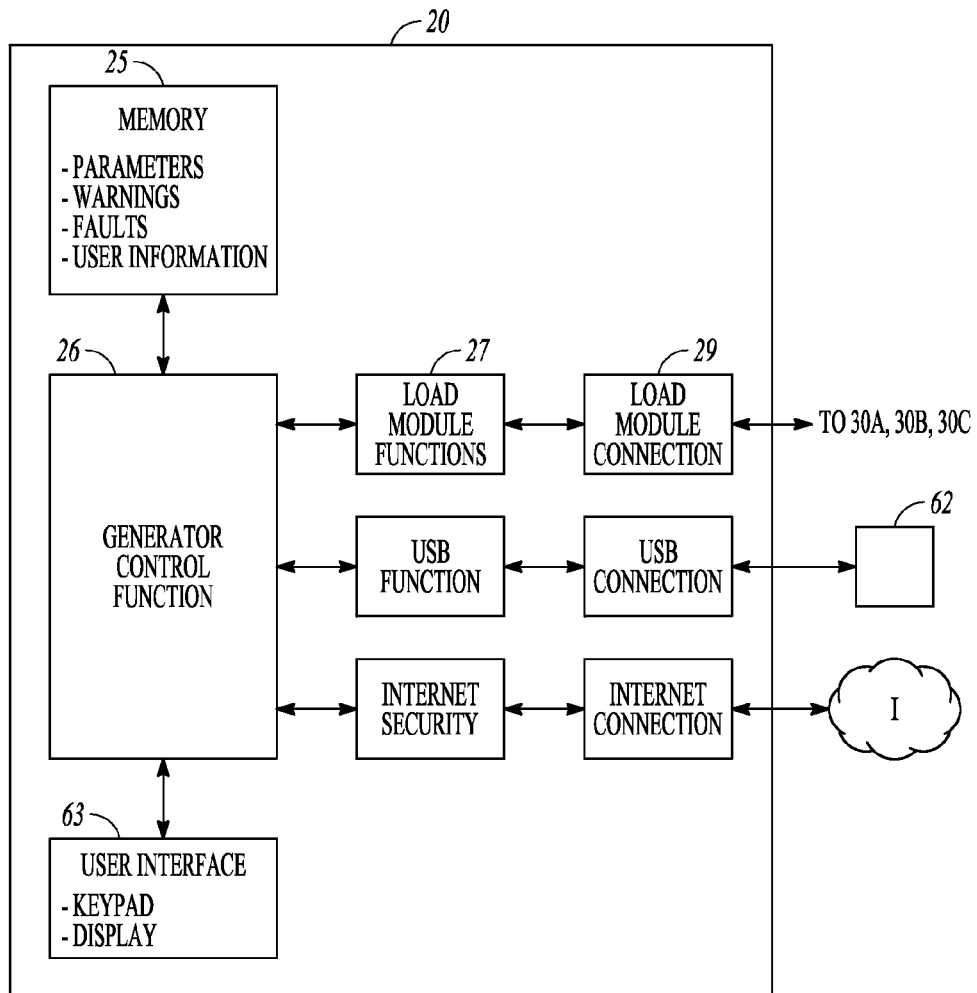 20
25
MEMORY
- PARAMETERS
- WARNINGS
- FAULTS
- USER INFORMATION
26
GENERATOR
CONTROL
FUNCTION
27
LOAD
MODULE
FUNCTIONS
29
LOAD
MODULE
CONNECTION
TO 30A, 30B, 30C
USB
FUNCTION
USB
CONNECTION
62
INTERNET
SECURITY
INTERNET
CONNECTION
I
63
USER INTERFACE
- KEYPAD
- DISPLAY